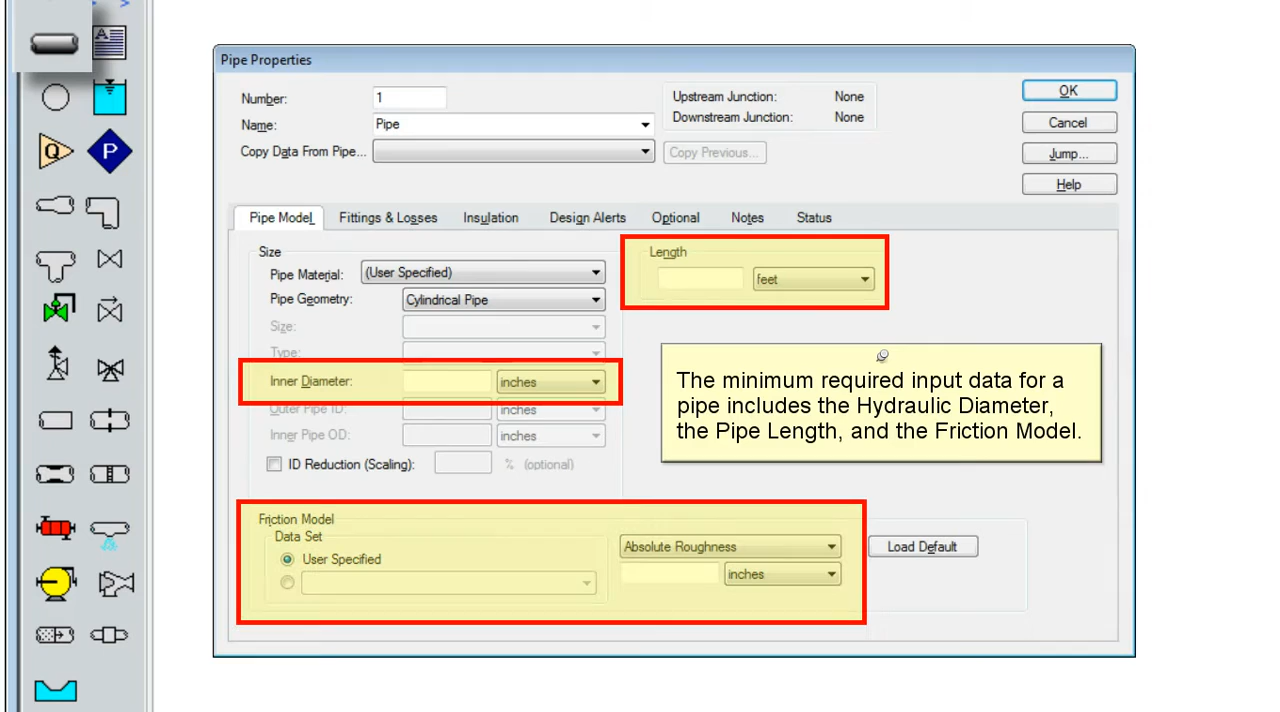 > >
A
Q
P
Pipe Properties
Number: 1
Name: Pipe
Copy Data From Pipe... Copy Previous...
Upstream Junction: None
Downstream Junction: None
OK
Cancel
Jump...
Help
Pipe Model Fittings & Losses Insulation Design Alerts Optional Notes Status
Size
Pipe Material: (User Specified)
Pipe Geometry: Cylindrical Pipe
Size:
Type:
Inner Diameter: inches
Outer Pipe ID: inches
Inner Pipe OD: inches
ID Reduction (Scaling): % (optional)
Length
feet
The minimum required input data for a
pipe includes the Hydraulic Diameter,
the Pipe Length, and the Friction Model.
Friction Model
Data Set
User Specified
Absolute Roughness
inches
Load Default